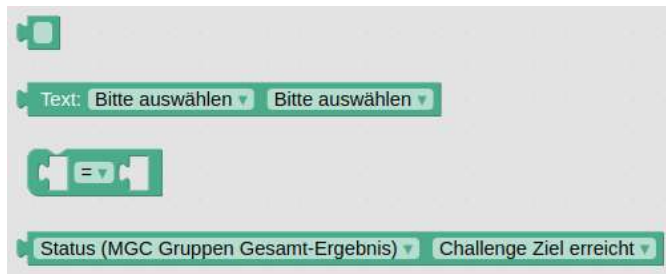 Text: Bitte auswählen Bitte auswählen
=
Status (MGC Gruppen Gesamt-Ergebnis) Challenge Ziel erreicht